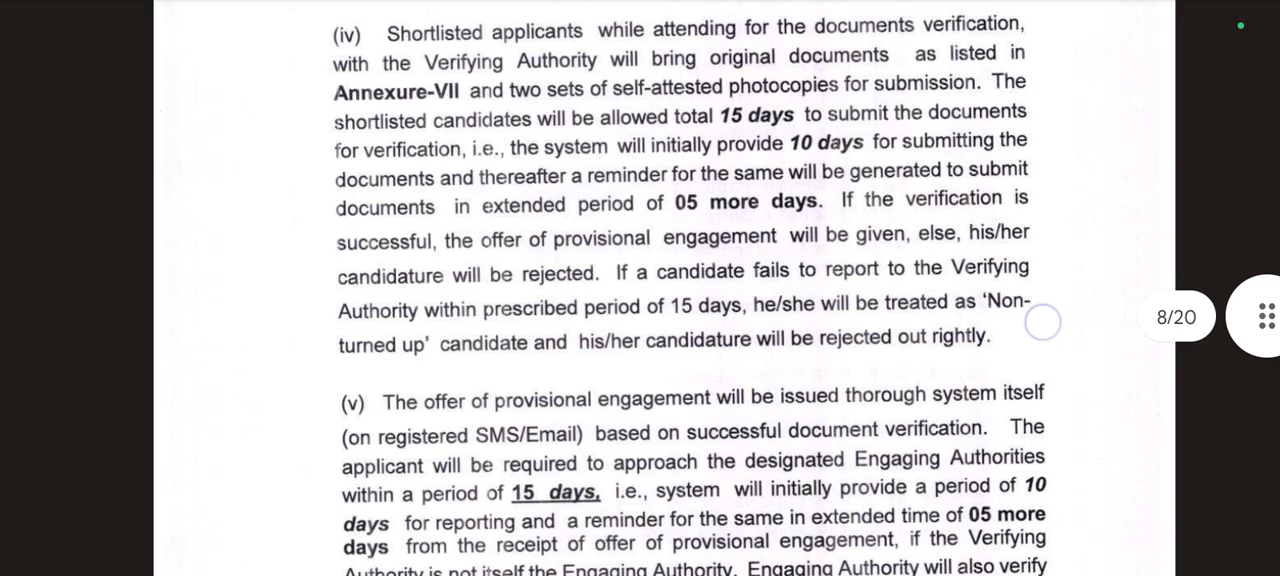 (iv) Shortlisted applicants while attending for the documents verification,
with the Verifying Authority will bring original documents as listed in
Annexure-VII and two sets of self-attested photocopies for submission. The
shortlisted candidates will be allowed total 15 days to submit the documents
for verification, i.e., the system will initially provide 10 days for submitting the
documents and thereafter a reminder for the same will be generated to submit
documents in extended period of 05 more days. If the verification is
successful, the offer of provisional engagement will be given, else, his/her
candidature will be rejected. If a candidate fails to report to the Verifying
Authority within prescribed period of 15 days, he/she will be treated as ‘Non-
turned up’ candidate and his/her candidature will be rejected out rightly.
8/20
(v) The offer of provisional engagement will be issued thorough system itself
(on registered SMS/Email) based on successful document verification. The
applicant will be required to approach the designated Engaging Authorities
within a period of 15 days, i.e., system will initially provide a period of 10
days for reporting and a reminder for the same in extended time of 05 more
days from the receipt of offer of provisional engagement, if the Verifying
Authority is not itself the Engaging Authority. Engaging Authority will also verify